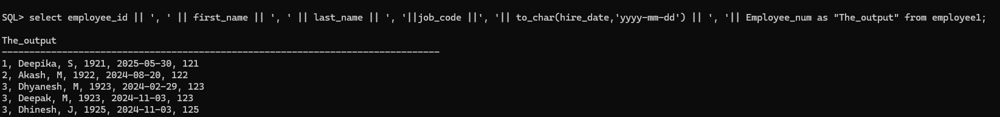 SQL> select employee_id || ', ' || first_name || ', ' || last_name || ', '||job_code ||', '|| to_char(hire_date,'yyyy-mm-dd') || ', '|| Employee_num as "The_output" from employee1;
The_output
--------------------------------------------------------------------------------
1, Deepika, S, 1921, 2025-05-30, 121
2, Akash, M, 1922, 2024-08-20, 122
3, Dhyanesh, M, 1923, 2024-02-29, 123
3, Deepak, M, 1923, 2024-11-03, 123
3, Dhinesh, J, 1925, 2024-11-03, 125